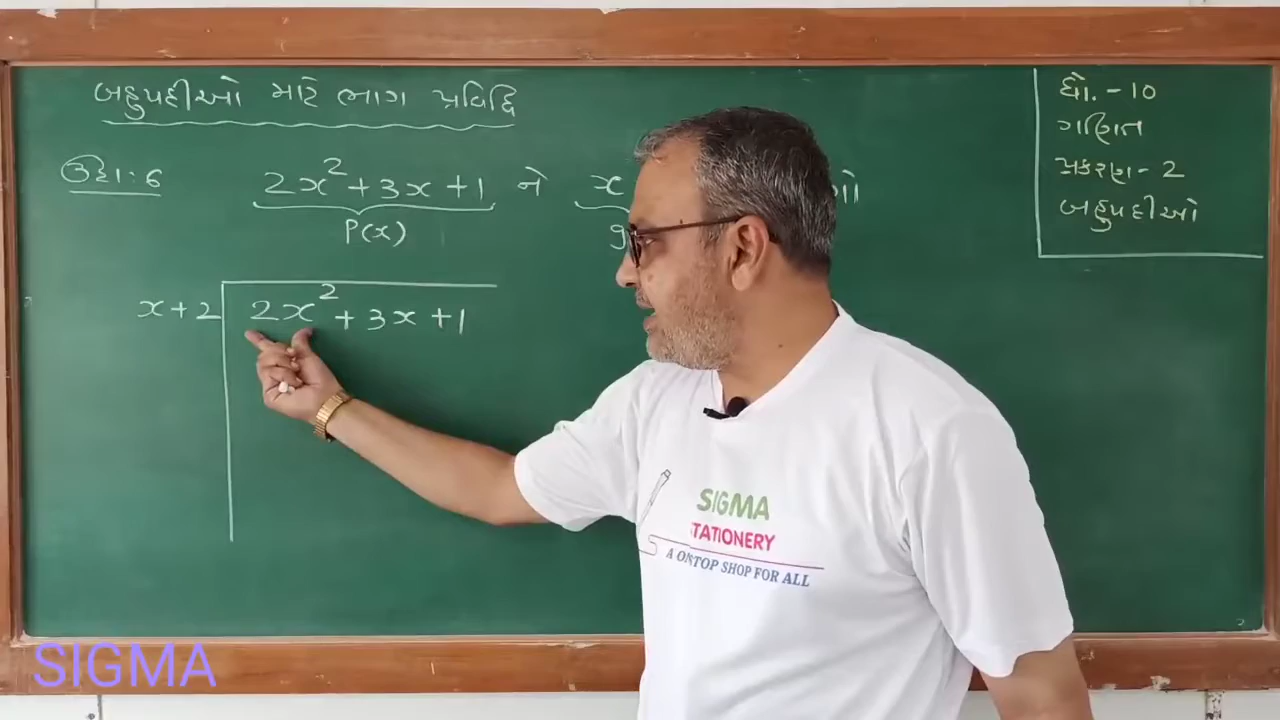 બહુપદીઓ માટે ભાગ પ્રવિધિ
ઉદા : 6
2x² + 3x + 1 ને x
P(x)
g
x + 2
2x² + 3x + 1
ધો. - 10
ગણિત
પ્રકરણ - 2
બહુપદીઓ
SIGMA
STATIONERY
SHOP FOR ALL
SIGMA